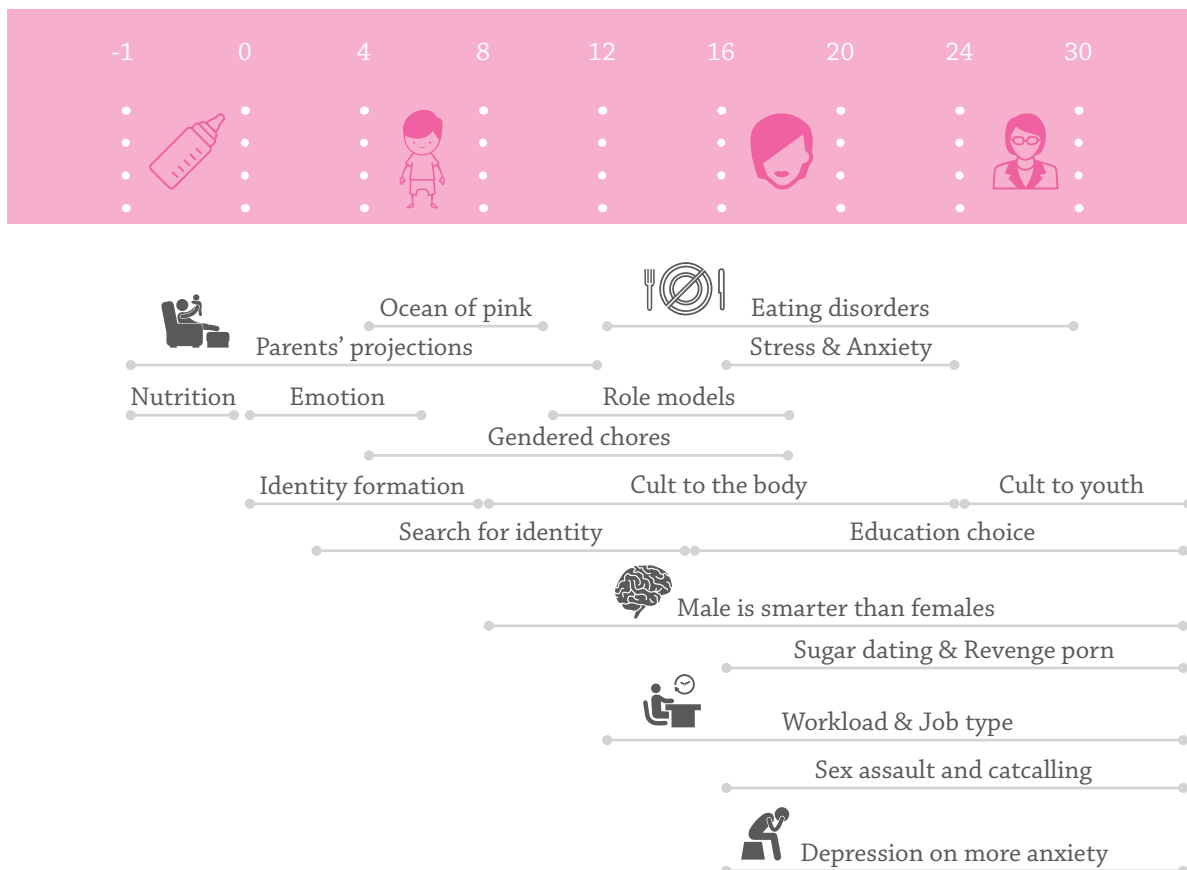 -1 0 4 8 12 16 20 24 30
Ocean of pink
Eating disorders
Parents’ projections
Stress & Anxiety
Nutrition
Emotion
Role models
Gendered chores
Identity formation
Cult to the body
Cult to youth
Search for identity
Education choice
Male is smarter than females
Sugar dating & Revenge porn
Workload & Job type
Sex assault and catcalling
Depression on more anxiety